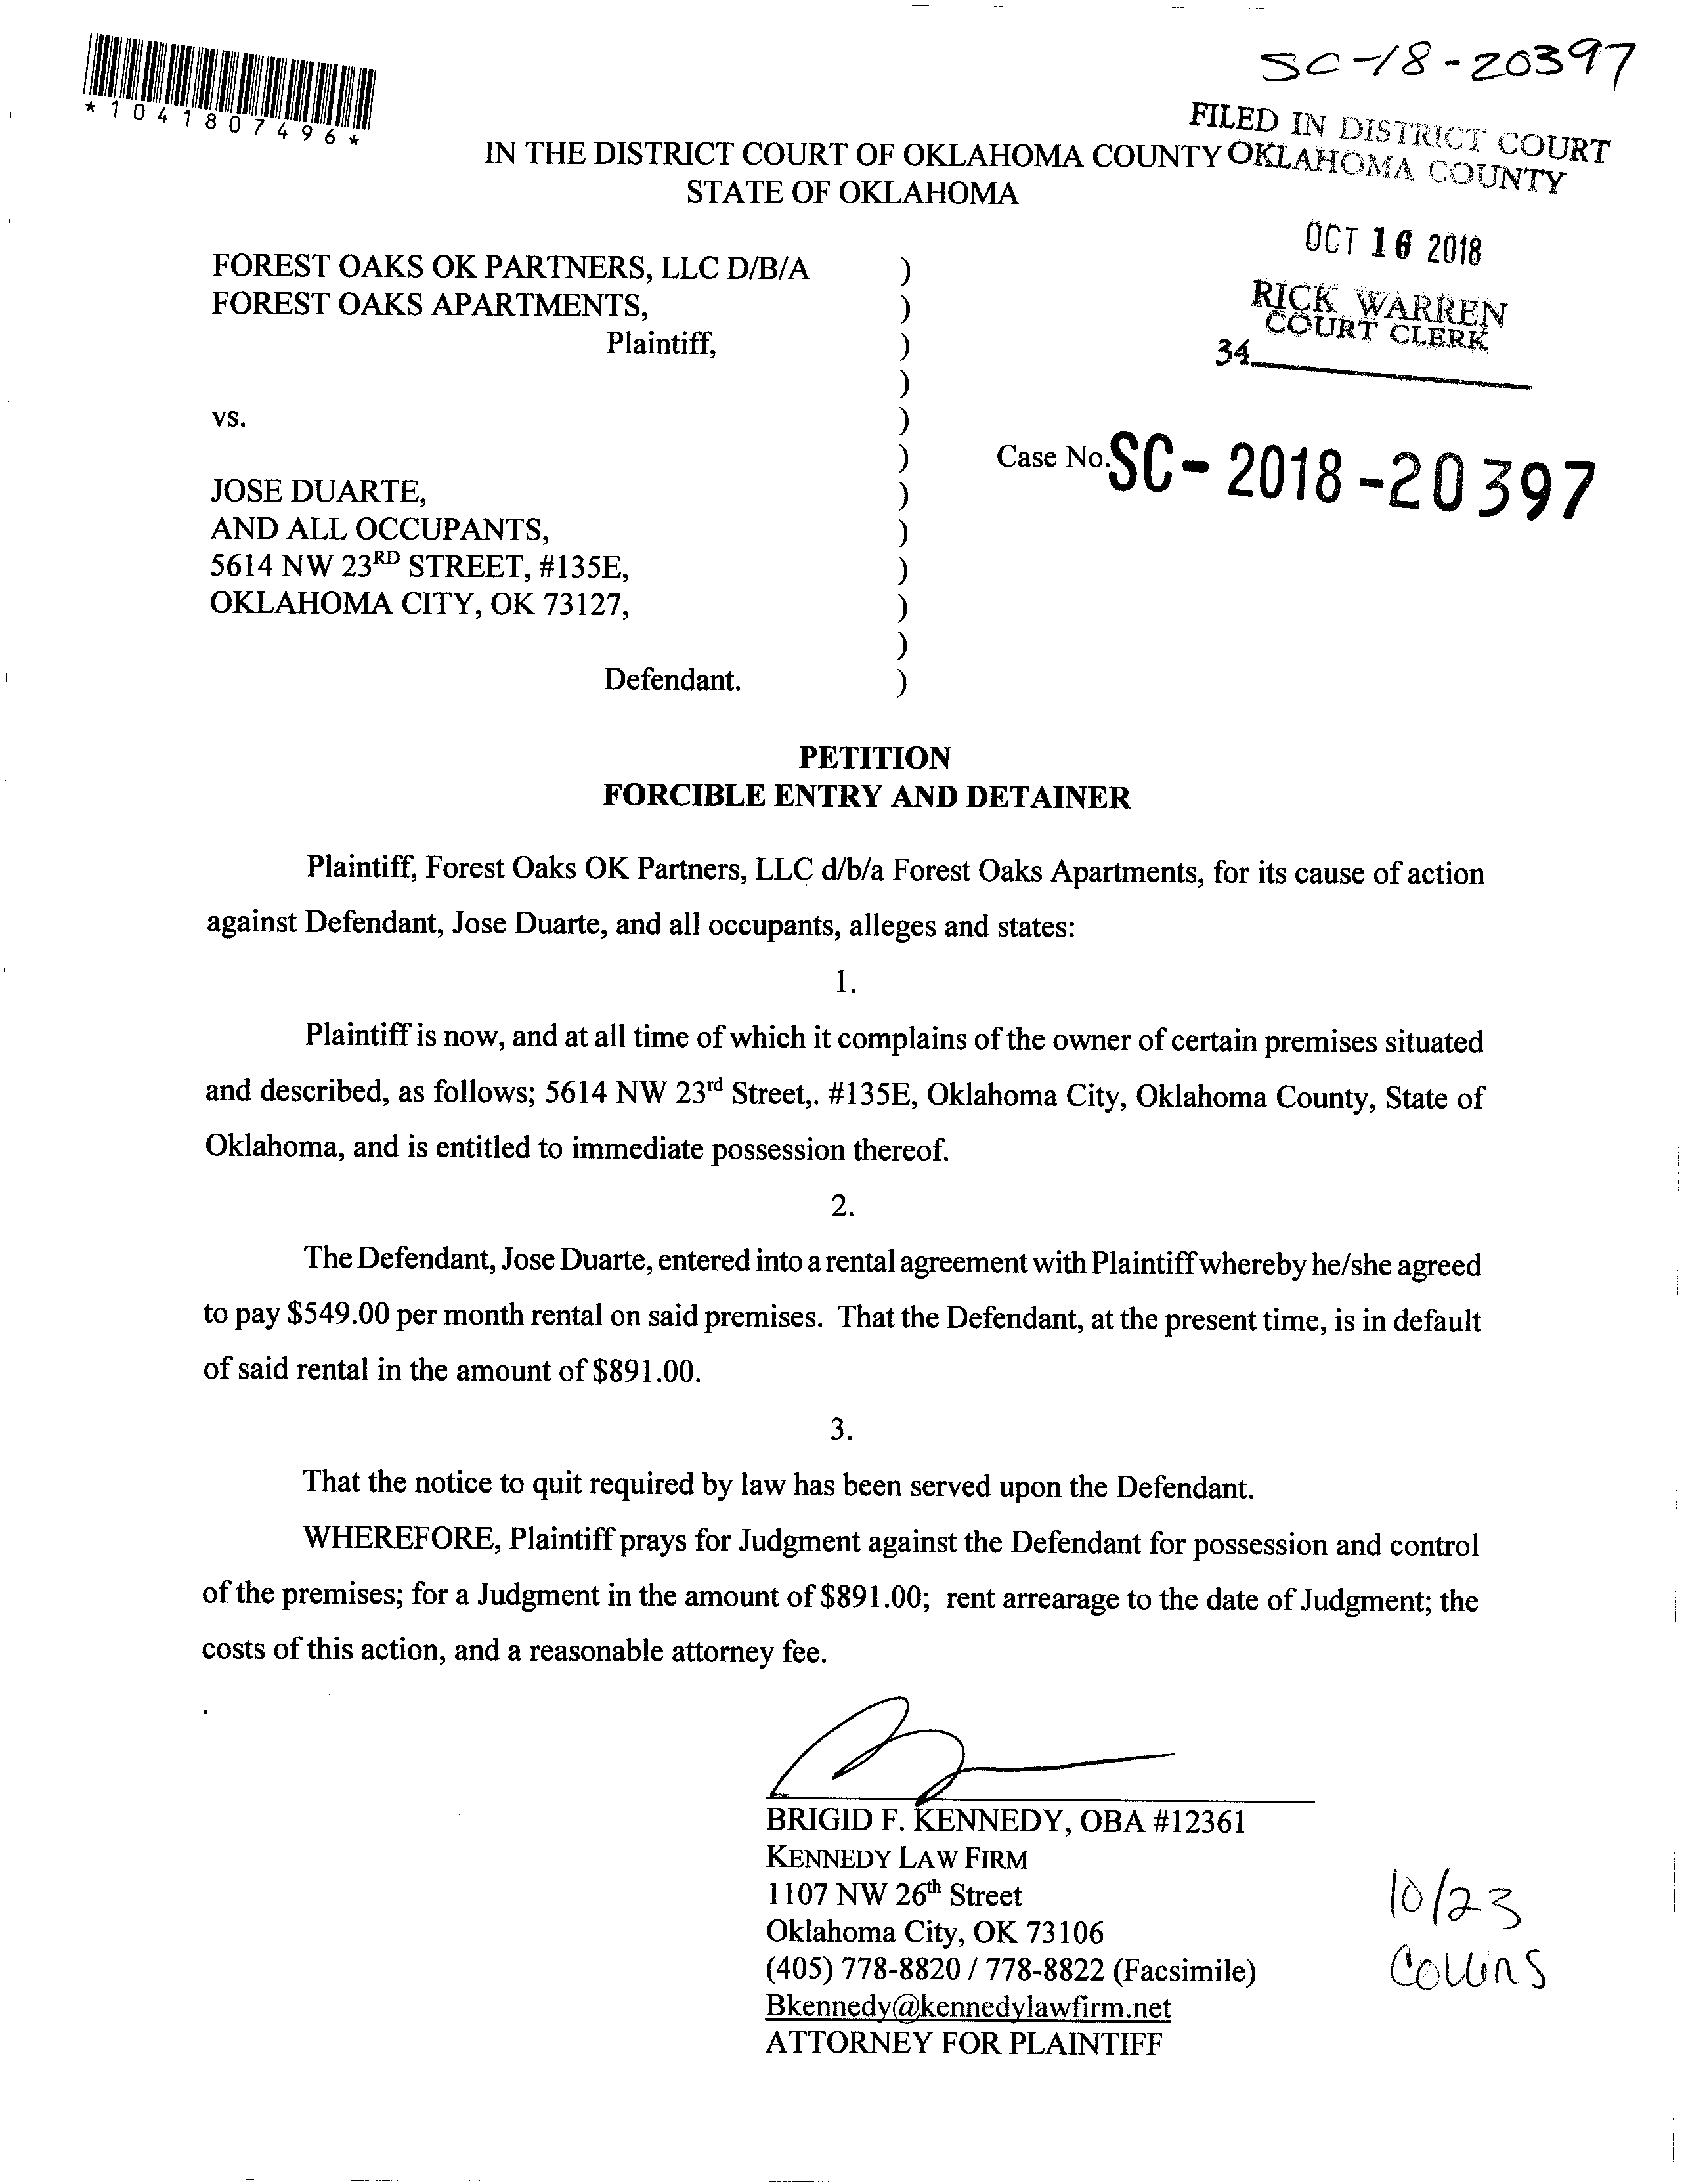 SC-18-20397
*1041807496*
FILED IN DISTRICT COURT
OKLAHOMA COUNTY
IN THE DISTRICT COURT OF OKLAHOMA COUNTY
STATE OF OKLAHOMA
OCT 16 2018
RICK WARREN
COURT CLERK
34
FOREST OAKS OK PARTNERS, LLC D/B/A )
FOREST OAKS APARTMENTS, )
Plaintiff, )
)
vs. )
) Case No. SC-2018-20397
JOSE DUARTE, )
AND ALL OCCUPANTS, )
5614 NW 23RD STREET, #135E, )
OKLAHOMA CITY, OK 73127, )
)
Defendant. )
PETITION
FORCIBLE ENTRY AND DETAINER
Plaintiff, Forest Oaks OK Partners, LLC d/b/a Forest Oaks Apartments, for its cause of action
against Defendant, Jose Duarte, and all occupants, alleges and states:
1.
Plaintiff is now, and at all time of which it complains of the owner of certain premises situated
and described, as follows; 5614 NW 23rd Street,. #135E, Oklahoma City, Oklahoma County, State of
Oklahoma, and is entitled to immediate possession thereof.
2.
The Defendant, Jose Duarte, entered into a rental agreement with Plaintiff whereby he/she agreed
to pay $549.00 per month rental on said premises. That the Defendant, at the present time, is in default
of said rental in the amount of $891.00.
3.
That the notice to quit required by law has been served upon the Defendant.
WHEREFORE, Plaintiff prays for Judgment against the Defendant for possession and control
of the premises; for a Judgment in the amount of $891.00; rent arrearage to the date of Judgment; the
costs of this action, and a reasonable attorney fee.
BRIGID F. KENNEDY, OBA #12361
KENNEDY LAW FIRM
1107 NW 26th Street
Oklahoma City, OK 73106
(405) 778-8820 / 778-8822 (Facsimile)
Bkennedy@kennedylawfirm.net
ATTORNEY FOR PLAINTIFF
10/23
Collins